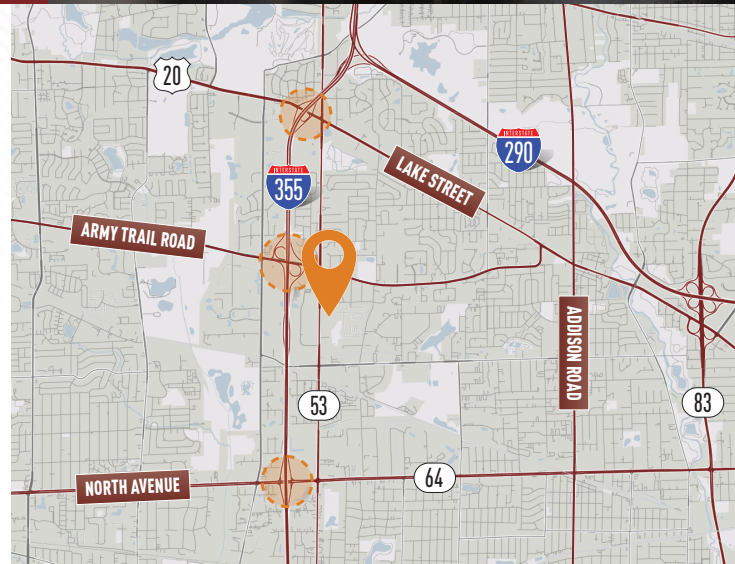 20
INTERSTATE
290
LAKE STREET
INTERSTATE
355
ARMY TRAIL ROAD
ADDISON ROAD
53
83
64
NORTH AVENUE